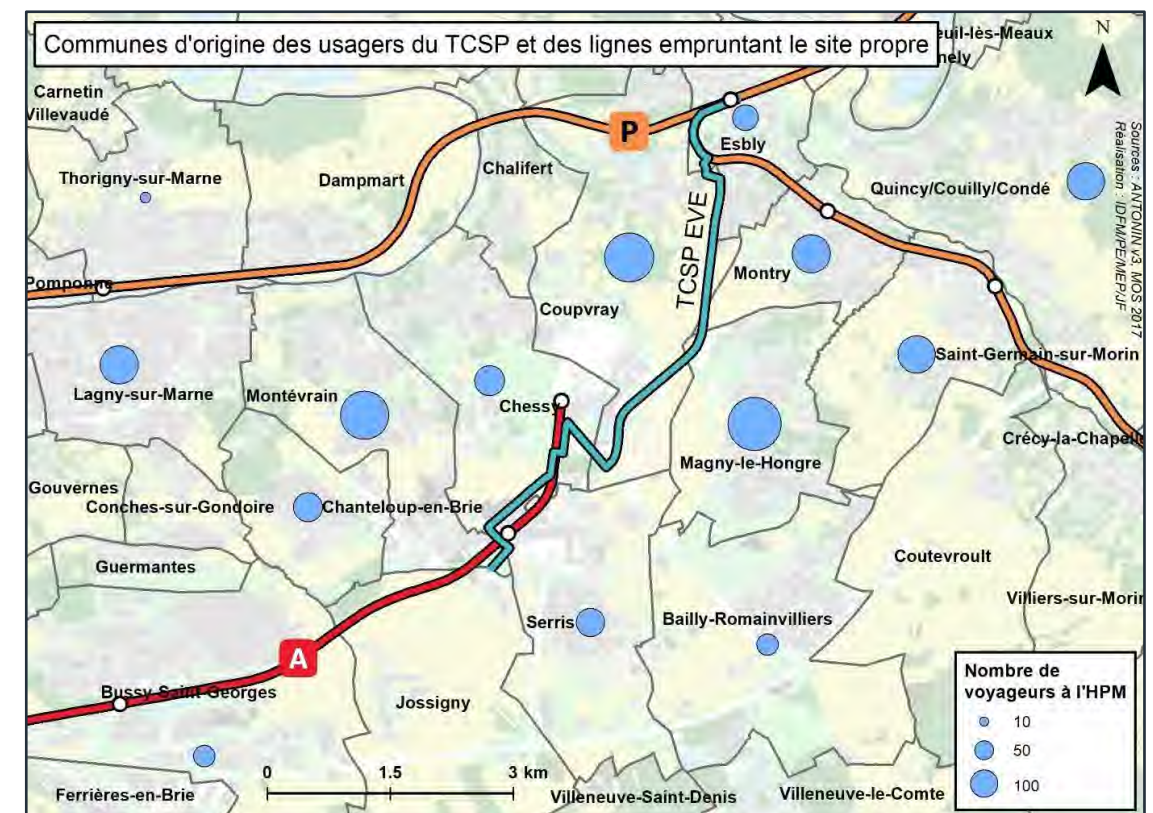 Communes d'origine des usagers du TCSP et des lignes empruntant le site propre
N
euil-lès-Meaux
nely
Carnetin
Villevaudé
P
Esbly
Sources : ANTONIN v3, MOS 2017
Réalisation : IDFM/PE/MEP/JF
Thorigny-sur-Marne
Dampmart
Chalifert
Quincy/Couilly/Condé
TCSP EVE
Montry
Pomponne
Coupvray
Saint-Germain-sur-Morin
Lagny-sur-Marne
Montévrain
Chessy
Crécy-la-Chapelle
Magny-le-Hongre
Gouvernes
Conches-sur-Gondoire
Chanteloup-en-Brie
Guermantes
Coutevroult
Villiers-sur-Morin
Serris
Bailly-Romainvilliers
A
Bussy-Saint-Georges
Jossigny
Nombre de
voyageurs à l'HPM
10
50
100
0 1.5 3 km
Ferrières-en-Brie
Villeneuve-Saint-Denis
Villeneuve-le-Comte